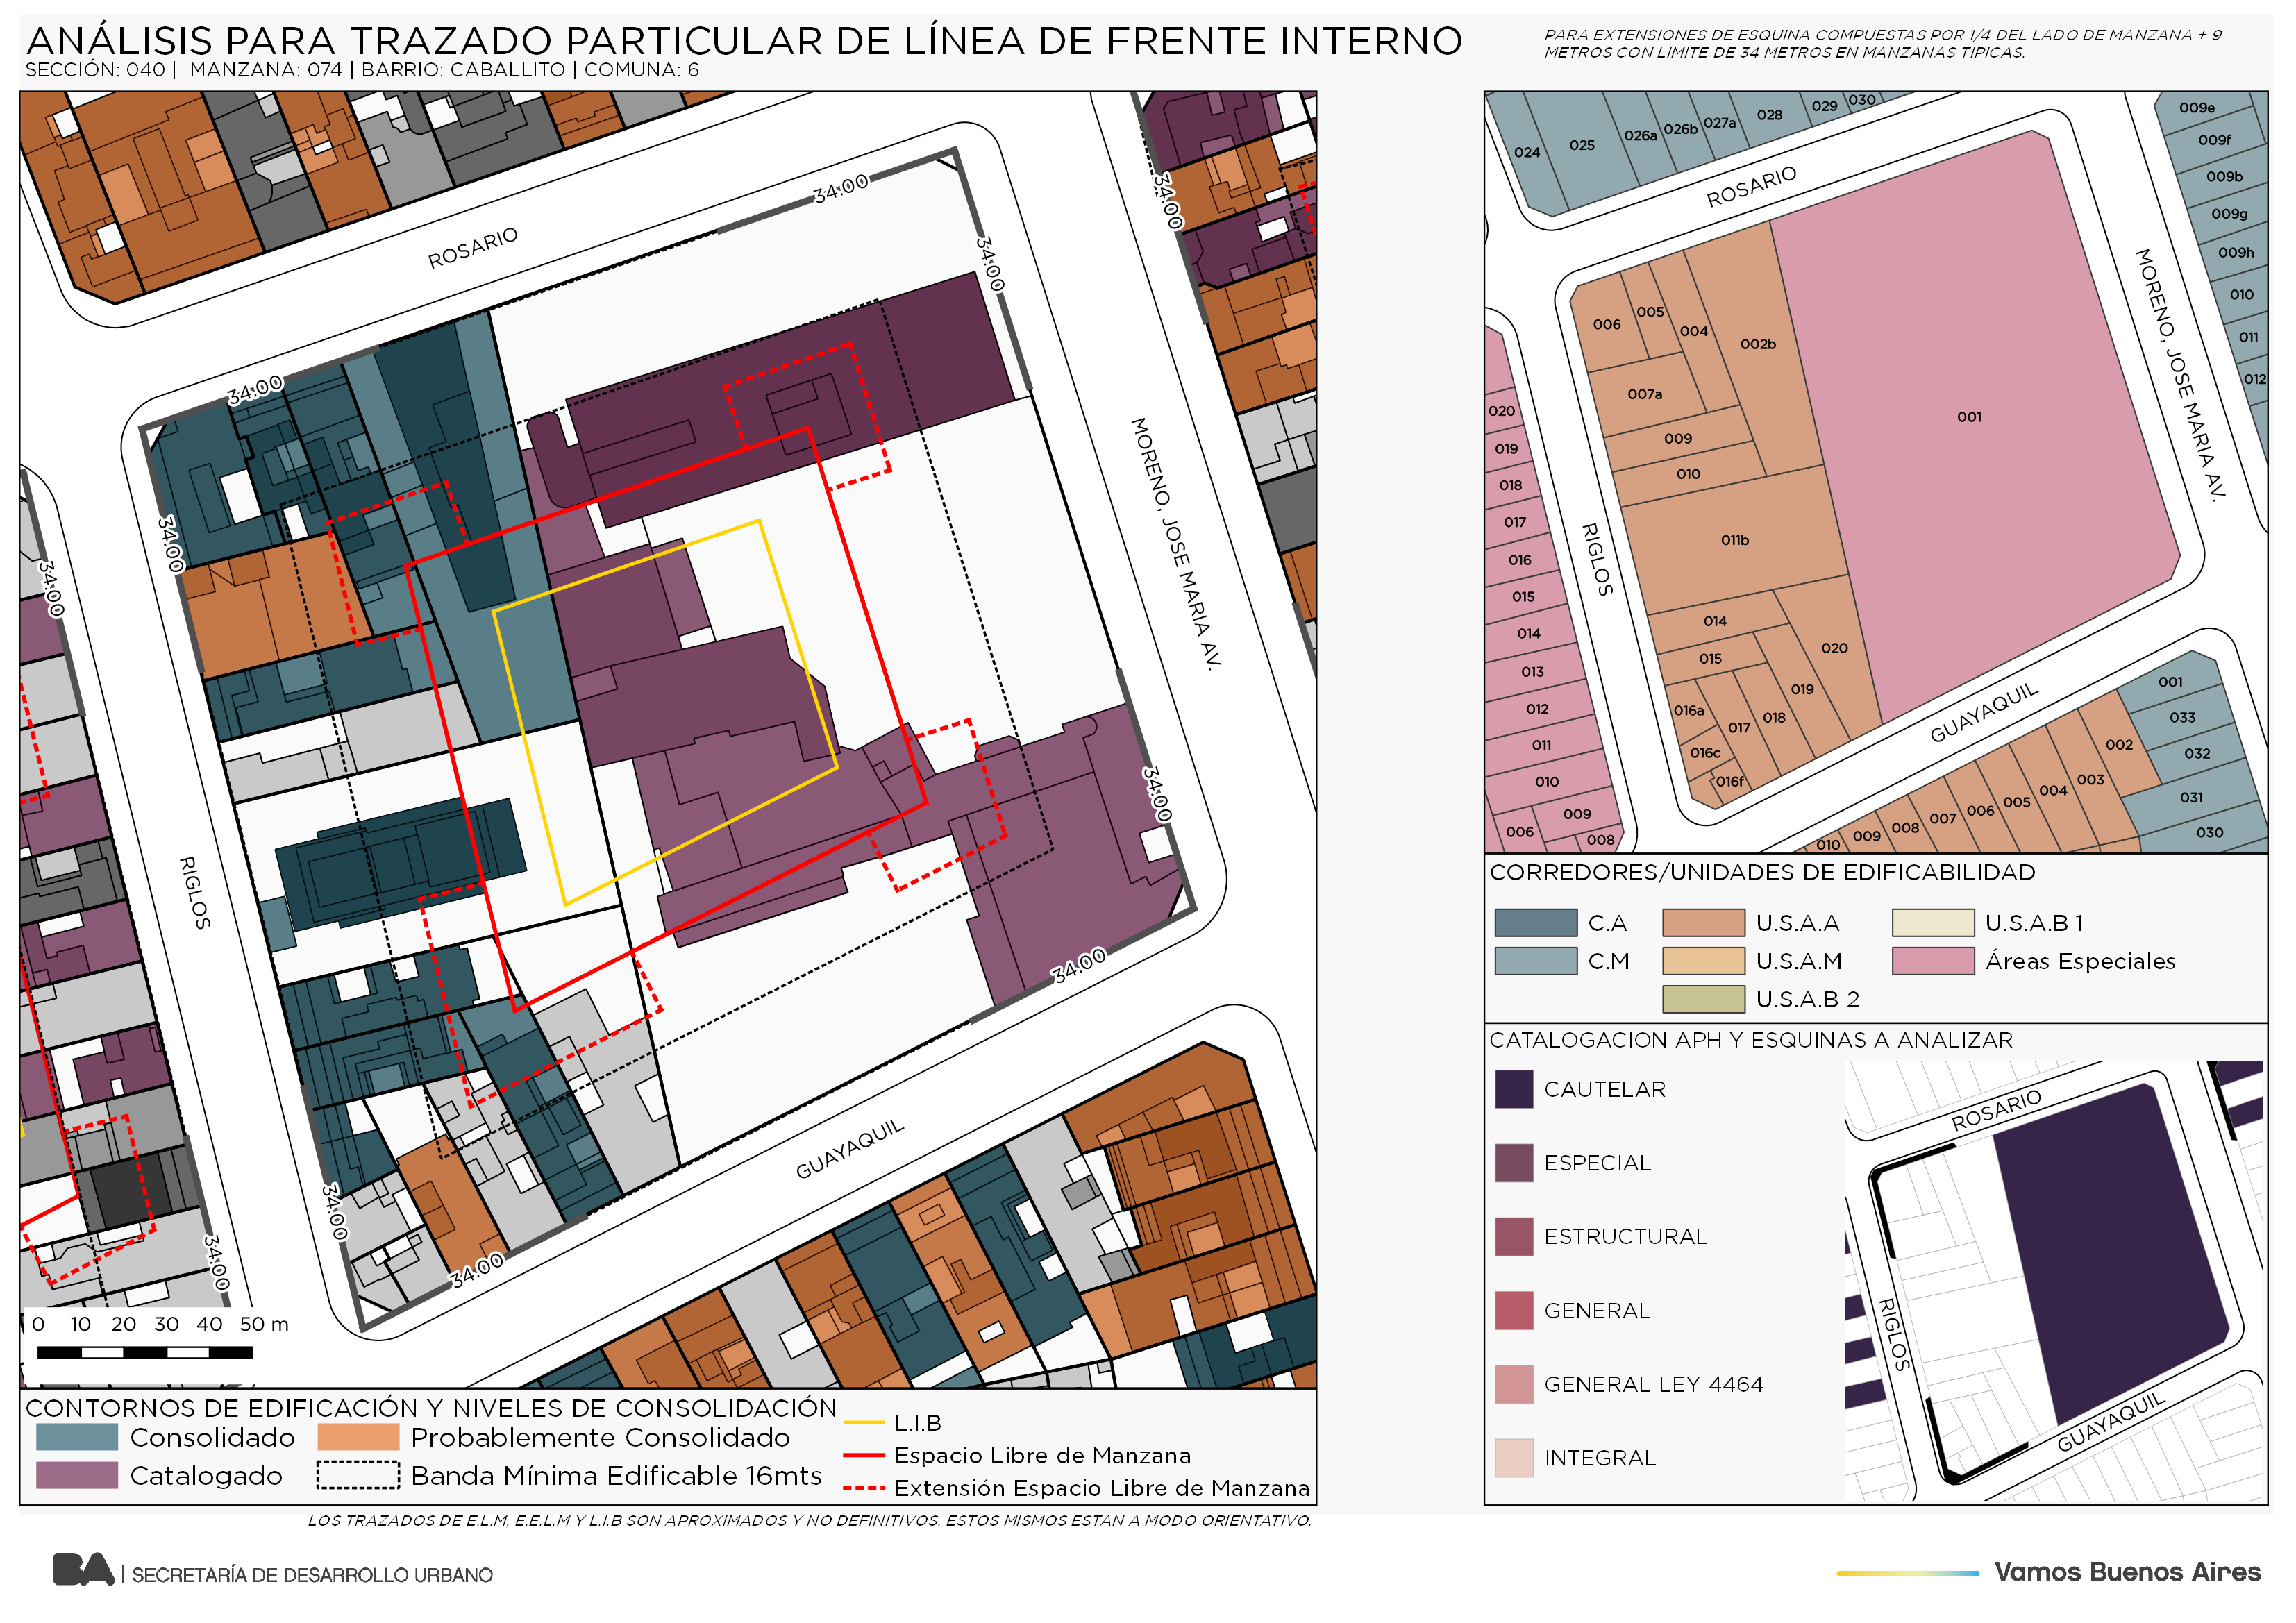 ANÁLISIS PARA TRAZADO PARTICULAR DE LÍNEA DE FRENTE INTERNO
SECCIÓN: 040 | MANZANA: 074 | BARRIO: CABALLITO | COMUNA: 6
PARA EXTENSIONES DE ESQUINA COMPUESTAS POR 1/4 DEL LADO DE MANZANA + 9
METROS CON LIMITE DE 34 METROS EN MANZANAS TIPICAS.
34:00
34:00
ROSARIO
34:00
34:00
34:00
34:00
MORENO, JOSE MARIA AV.
34:00
34:00
RIGLOS
34:00
GUAYAQUIL
34:00
34:00
34:00
0 10 20 30 40 50 m
CONTORNOS DE EDIFICACIÓN Y NIVELES DE CONSOLIDACIÓN
Consolidado
Probablemente Consolidado
Catalogado
Banda Mínima Edificable 16mts
L.I.B
Espacio Libre de Manzana
Extensión Espacio Libre de Manzana
LOS TRAZADOS DE E.L.M, E.E.L.M Y L.I.B SON APROXIMADOS Y NO DEFINITIVOS. ESTOS MISMOS ESTAN A MODO ORIENTATIVO.
024
025
026a
026b
027a
028
029
030
009e
009f
009b
009g
009h
010
011
012
ROSARIO
MORENO, JOSE MARIA AV.
RIGLOS
GUAYAQUIL
006
005
004
002b
001
007a
009
010
011b
014
015
020
019
018
017
016a
016c
016f
020
019
018
017
016
015
014
013
012
011
010
009
006
008
001
033
032
031
030
002
003
004
005
006
007
008
009
010
CORREDORES/UNIDADES DE EDIFICABILIDAD
C.A
U.S.A.A
U.S.A.B 1
C.M
U.S.A.M
Áreas Especiales
U.S.A.B 2
CATALOGACION APH Y ESQUINAS A ANALIZAR
CAUTELAR
ESPECIAL
ESTRUCTURAL
GENERAL
GENERAL LEY 4464
INTEGRAL
ROSARIO
RIGLOS
GUAYAQUIL
BA | SECRETARÍA DE DESARROLLO URBANO
Vamos Buenos Aires